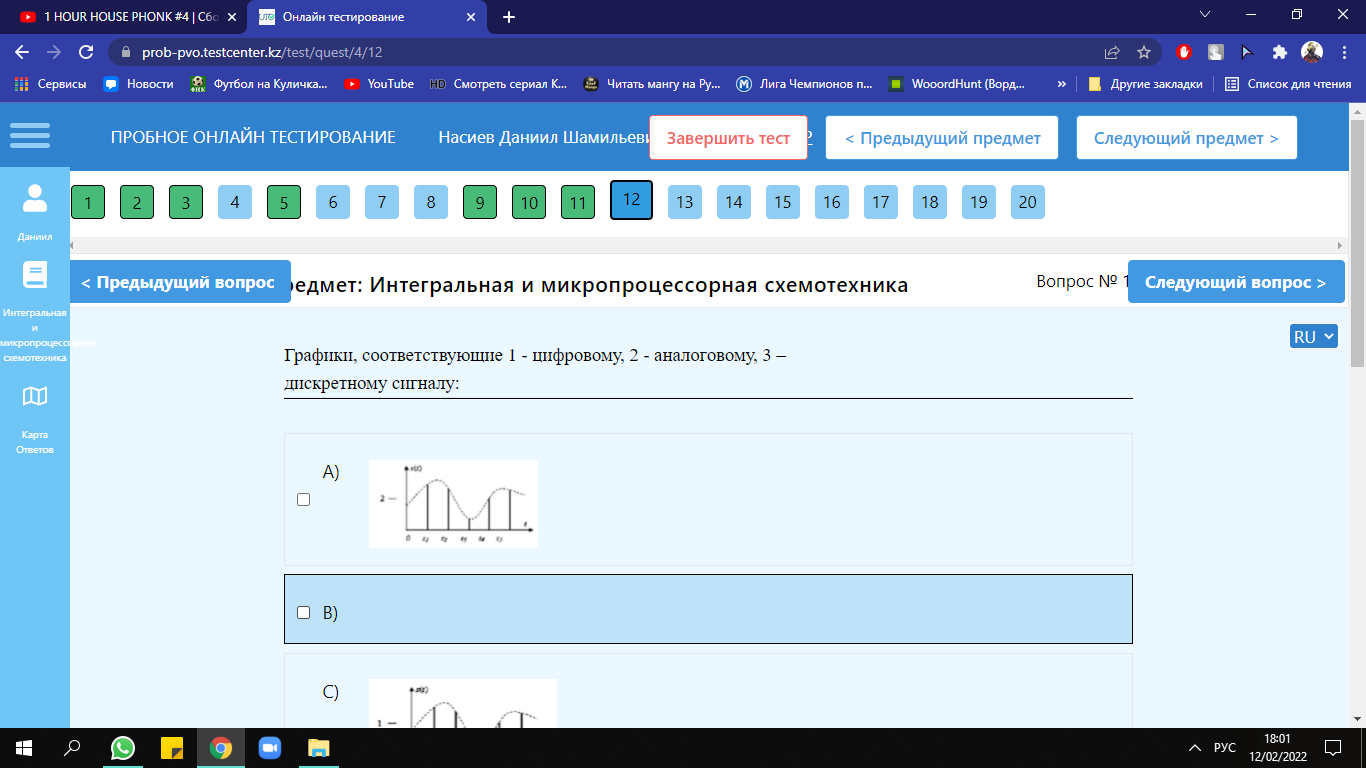 1 HOUR HOUSE PHONK #4 | Сбо
Онлайн тестирование
prob-pvo.testcenter.kz/test/quest/4/12
Сервисы
Новости
Футбол на Куличка...
YouTube
HD Смотреть сериал К...
Читать мангу на Ру...
Лига Чемпионов п...
WooordHunt (Ворд...
»
Другие закладки
Список для чтения
ПРОБНОЕ ОНЛАЙН ТЕСТИРОВАНИЕ
Насиев Даниил Шамильеви
2
Завершить тест
< Предыдущий предмет
Следующий предмет >
1 2 3 4 5 6 7 8 9 10 11 12 13 14 15 16 17 18 19 20
Даниил
Интегральная
и
микропроцессорная
схемотехника
Карта
Ответов
< Предыдущий вопрос
редмет: Интегральная и микропроцессорная схемотехника
Вопрос № 1
Следующий вопрос >
RU
Графики, соответствующие 1 - цифровому, 2 - аналоговому, 3 –
дискретному сигналу:
A)
2 —
t
0
B)
C)
1 —
РУС
18:01
12/02/2022